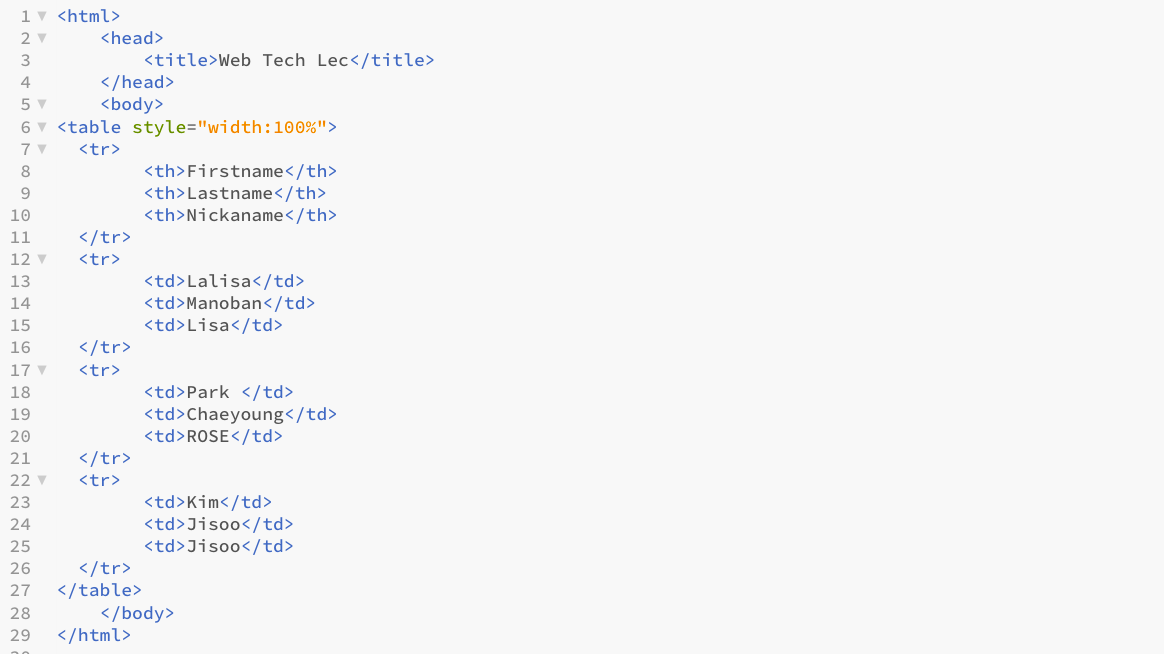 1 <html>
2     <head>
3         <title>Web Tech Lec</title>
4     </head>
5     <body>
6 <table style="width:100%">
7   <tr>
8         <th>Firstname</th>
9         <th>Lastname</th>
10         <th>Nickaname</th>
11   </tr>
12   <tr>
13         <td>Lalisa</td>
14         <td>Manoban</td>
15         <td>Lisa</td>
16   </tr>
17   <tr>
18         <td>Park </td>
19         <td>Chaeyoung</td>
20         <td>ROSE</td>
21   </tr>
22   <tr>
23         <td>Kim</td>
24         <td>Jisoo</td>
25         <td>Jisoo</td>
26   </tr>
27 </table>
28     </body>
29 </html>